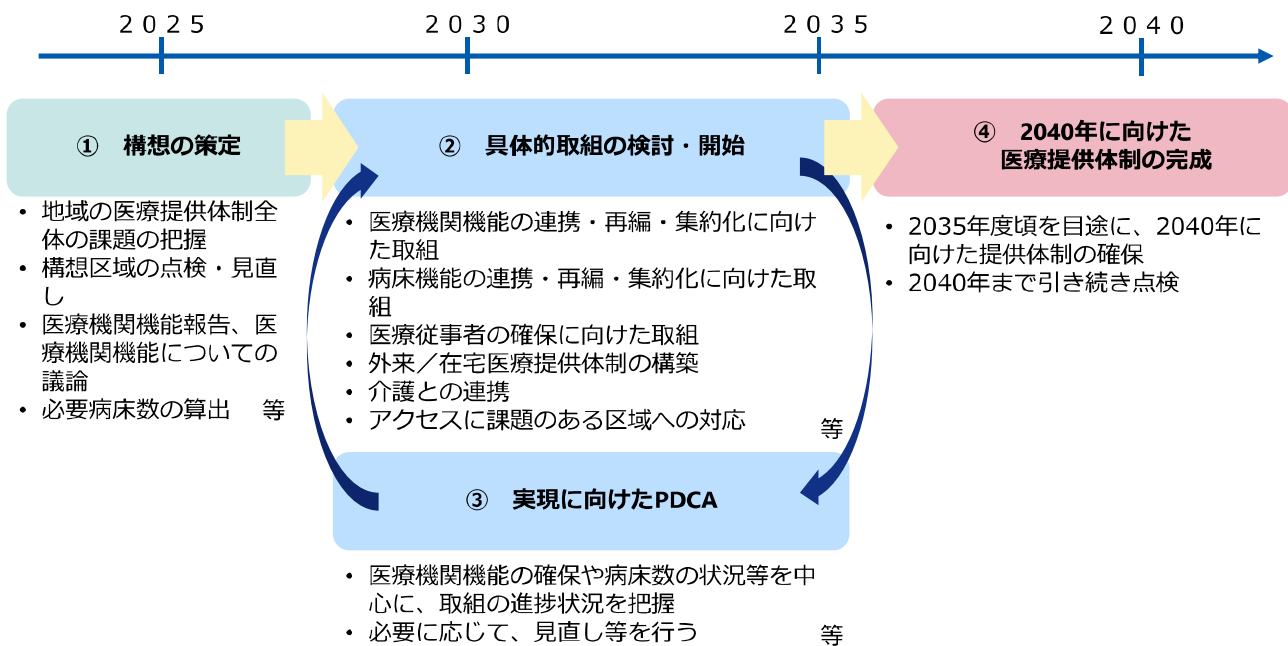 2025
2030
2035
2040
① 構想の策定
・ 地域の医療提供体制全
体の課題の把握
・ 構想区域の点検・見直
し
・ 医療機関機能報告、医
療機関機能についての
議論
・ 必要病床数の算出 等
② 具体的取組の検討・開始
・ 医療機関機能の連携・再編・集約化に向け
た取組
・ 病床機能の連携・再編・集約化に向けた取
組
・ 医療従事者の確保に向けた取組
・ 外来／在宅医療提供体制の構築
・ 介護との連携
・ アクセスに課題のある区域への対応 等
③ 実現に向けたPDCA
・ 医療機関機能の確保や病床数の状況等を中
心に、取組の進捗状況を把握
・ 必要に応じて、見直し等を行う 等
④ 2040年に向けた
医療提供体制の完成
・ 2035年度頃を目途に、2040年に
向けた提供体制の確保
・ 2040年まで引き続き点検